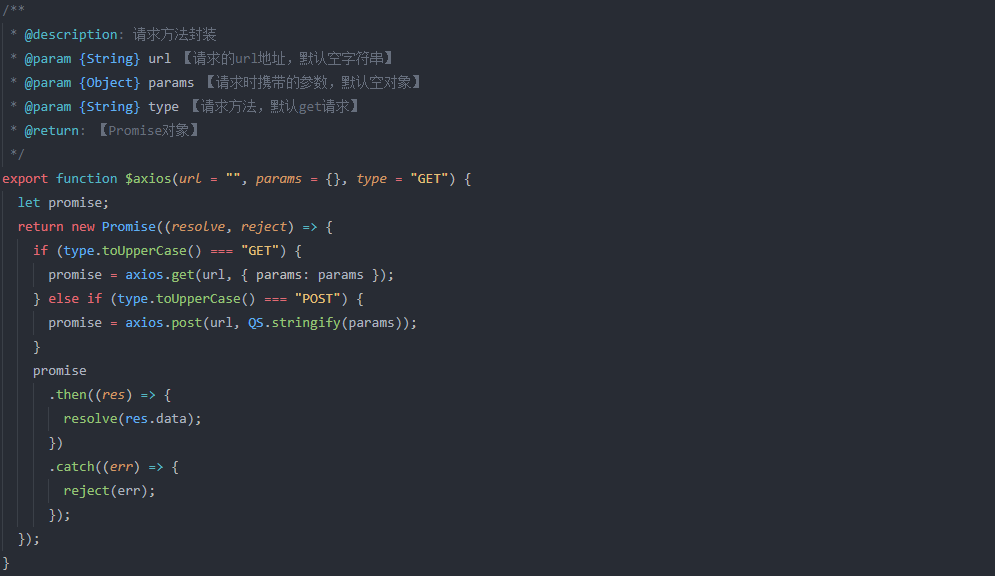 /**
 * @description: 请求方法封装
 * @param {String} url 【请求的url地址，默认空字符串】
 * @param {Object} params 【请求时携带的参数，默认空对象】
 * @param {String} type 【请求方法，默认get请求】
 * @return: 【Promise对象】
 */
export function $axios(url = "", params = {}, type = "GET") {
  let promise;
  return new Promise((resolve, reject) => {
    if (type.toUpperCase() === "GET") {
      promise = axios.get(url, { params: params });
    } else if (type.toUpperCase() === "POST") {
      promise = axios.post(url, QS.stringify(params));
    }
    promise
      .then((res) => {
        resolve(res.data);
      })
      .catch((err) => {
        reject(err);
      });
  });
}